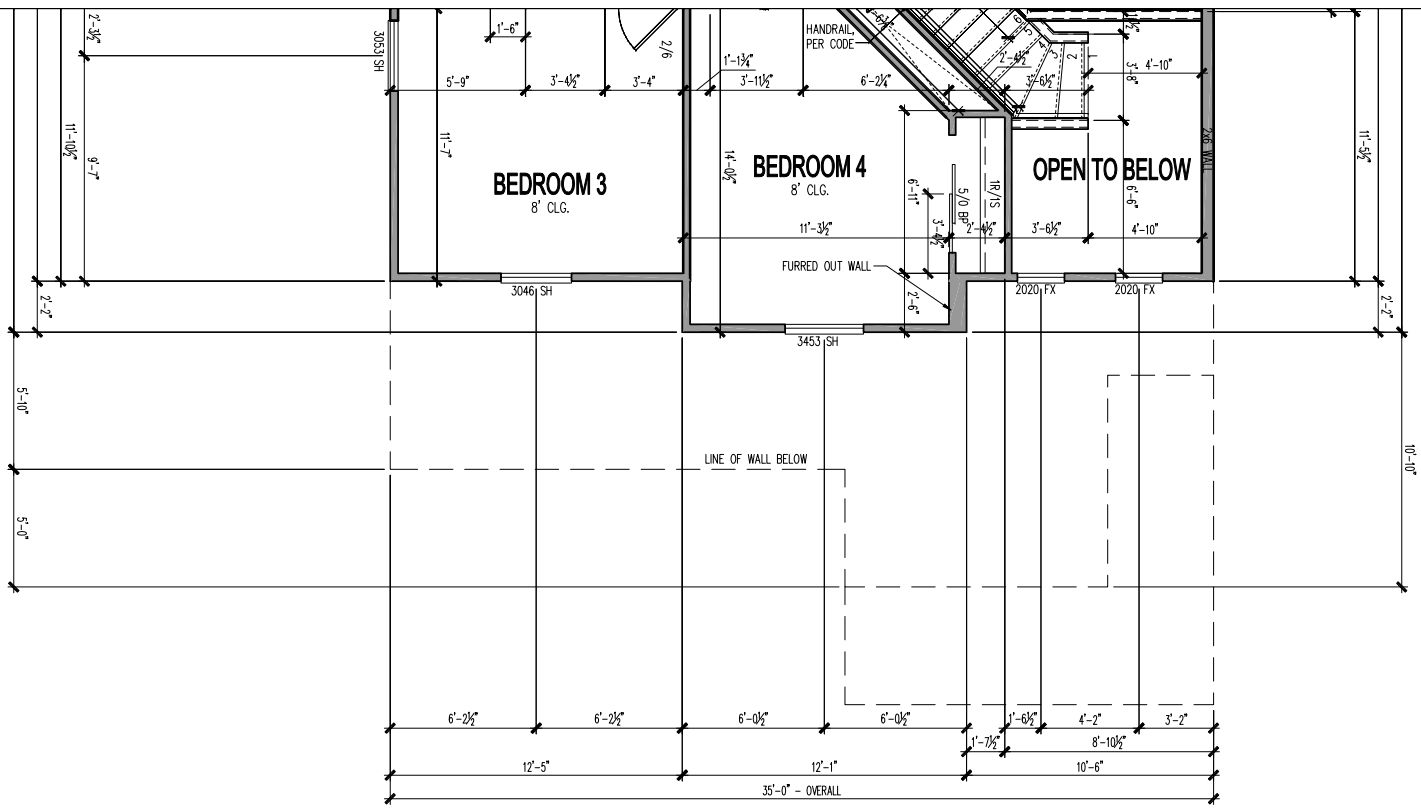 2'-3½"
3053 SH
1'-6"
2/6
HANDRAIL,
PER CODE
6
5
4
3
2
1½"
1'-1¾"
2'-4½"
3'-8"
4'-10"
5'-9"
3'-4½"
3'-4"
3'-11½"
6'-2¼"
3'-6½"
11'-10½"
9'-7"
11'-7"
14'-0½"
2x6 WALL
11'-5½"
BEDROOM 3
8' CLG.
BEDROOM 4
8' CLG.
OPEN TO BELOW
6'-11"
5/0 BP
1R/1S
6'-6"
3'-4½"
11'-3½"
2'-4½"
3'-6½"
4'-10"
FURRED OUT WALL
2'-2"
3046 SH
2'-6"
2020 FX
2020 FX
2'-2"
3453 SH
5'-10"
LINE OF WALL BELOW
10'-10"
5'-0"
6'-2½"
6'-2½"
6'-0½"
6'-0½"
1'-6½"
4'-2"
3'-2"
1'-7½"
8'-10½"
12'-5"
12'-1"
10'-6"
35'-0" - OVERALL